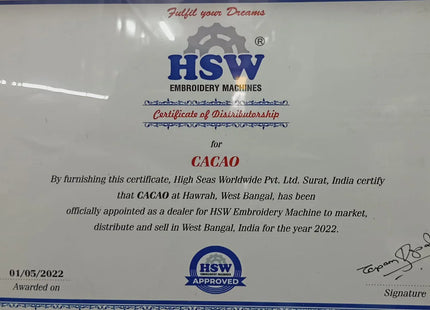 Fulfil your Dreams
HSW ®
EMBROIDERY MACHINES
Certificate of Distributorship
for
CACAO
By furnishing this certificate, High Seas Worldwide Pvt. Ltd. Surat, India certify
that CACAO at Hawrah, West Bangal, has been
officially appointed as a dealer for HSW Embroidery Machine to market,
distribute and sell in West Bangal, India for the year 2022.
01/05/2022
Awarded on
HSW
EMBROIDERY MACHINES
APPROVED
Signature